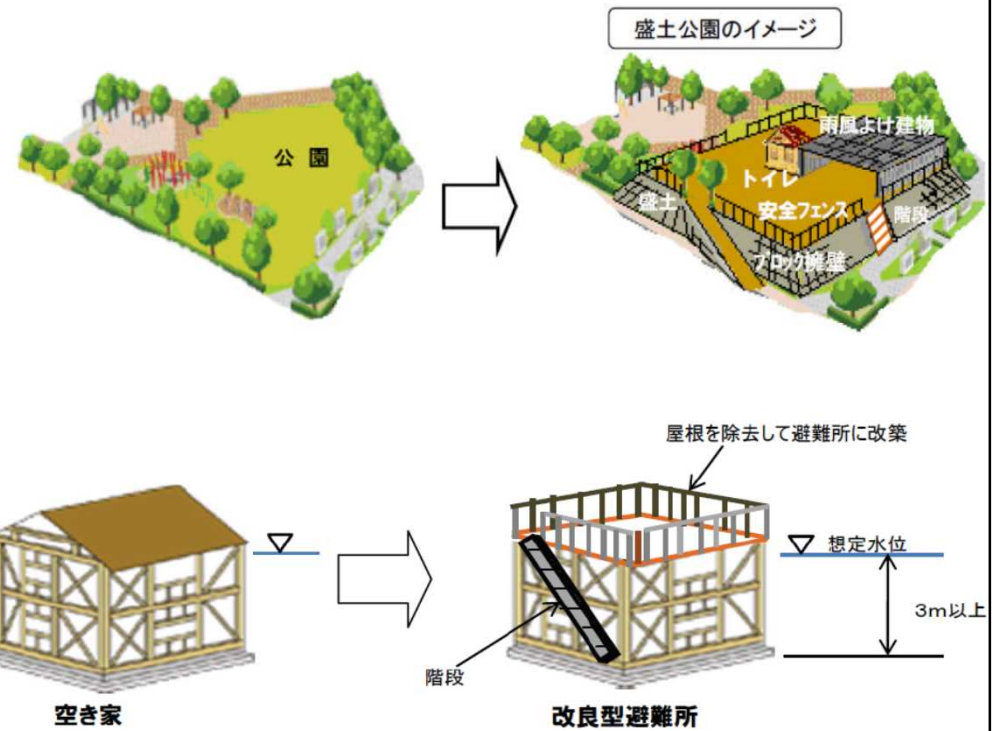 盛土公園のイメージ
公園
雨風よけ建物
トイレ
盛土
安全フェンス
階段
ブロック擁壁
屋根を除去して避難所に改築
想定水位
3m以上
階段
空き家
改良型避難所